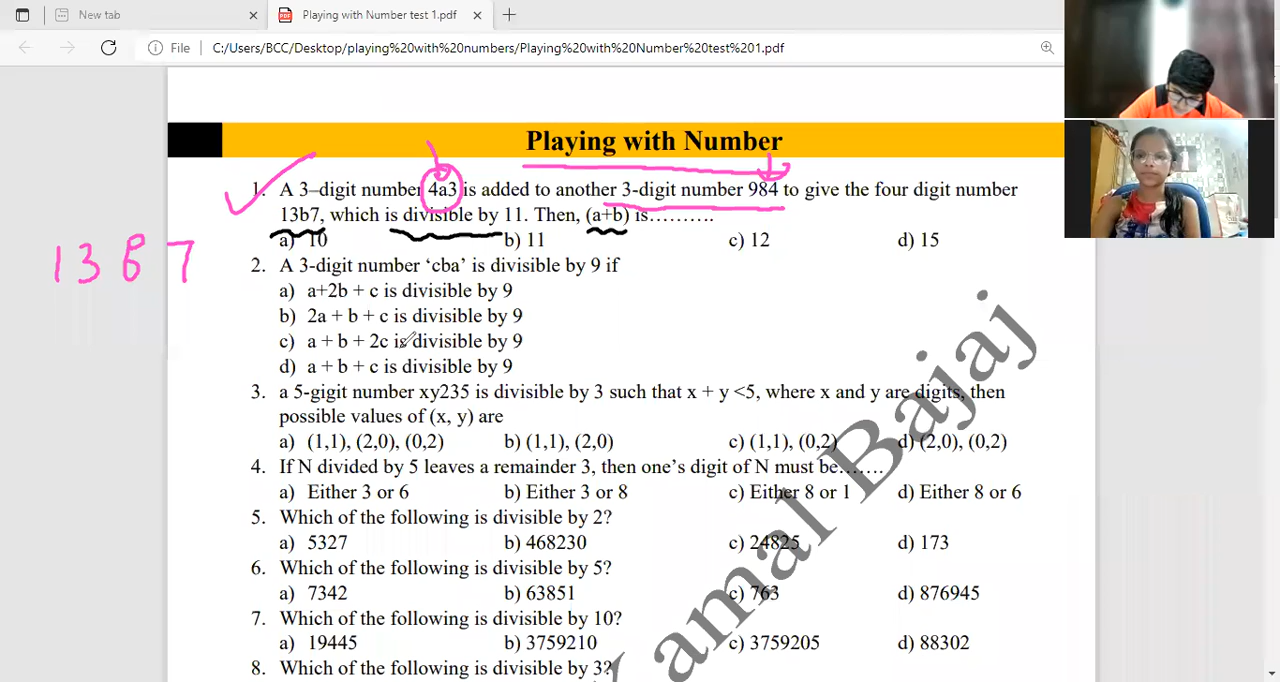 New tab
Playing with Number test 1.pdf
File
C:/Users/BCC/Desktop/playing%20with%20numbers/Playing%20with%20Number%20test%201.pdf
Playing with Number
1. A 3–digit number 4a3 is added to another 3-digit number 984 to give the four digit number
13b7, which is divisible by 11. Then, (a+b) is..........
a) 10 b) 11 c) 12 d) 15
13B7
2. A 3-digit number ‘cba’ is divisible by 9 if
a) a+2b + c is divisible by 9
b) 2a + b + c is divisible by 9
c) a + b + 2c is divisible by 9
d) a + b + c is divisible by 9
3. a 5-gigit number xy235 is divisible by 3 such that x + y <5, where x and y are digits, then
possible values of (x, y) are
a) (1,1), (2,0), (0,2) b) (1,1), (2,0) c) (1,1), (0,2) d) (2,0), (0,2)
4. If N divided by 5 leaves a remainder 3, then one’s digit of N must be.......
a) Either 3 or 6 b) Either 3 or 8 c) Either 8 or 1 d) Either 8 or 6
5. Which of the following is divisible by 2?
a) 5327 b) 468230 c) 24825 d) 173
6. Which of the following is divisible by 5?
a) 7342 b) 63851 c) 763 d) 876945
7. Which of the following is divisible by 10?
a) 19445 b) 3759210 c) 3759205 d) 88302
8. Which of the following is divisible by 3?
Kamal Bajaj